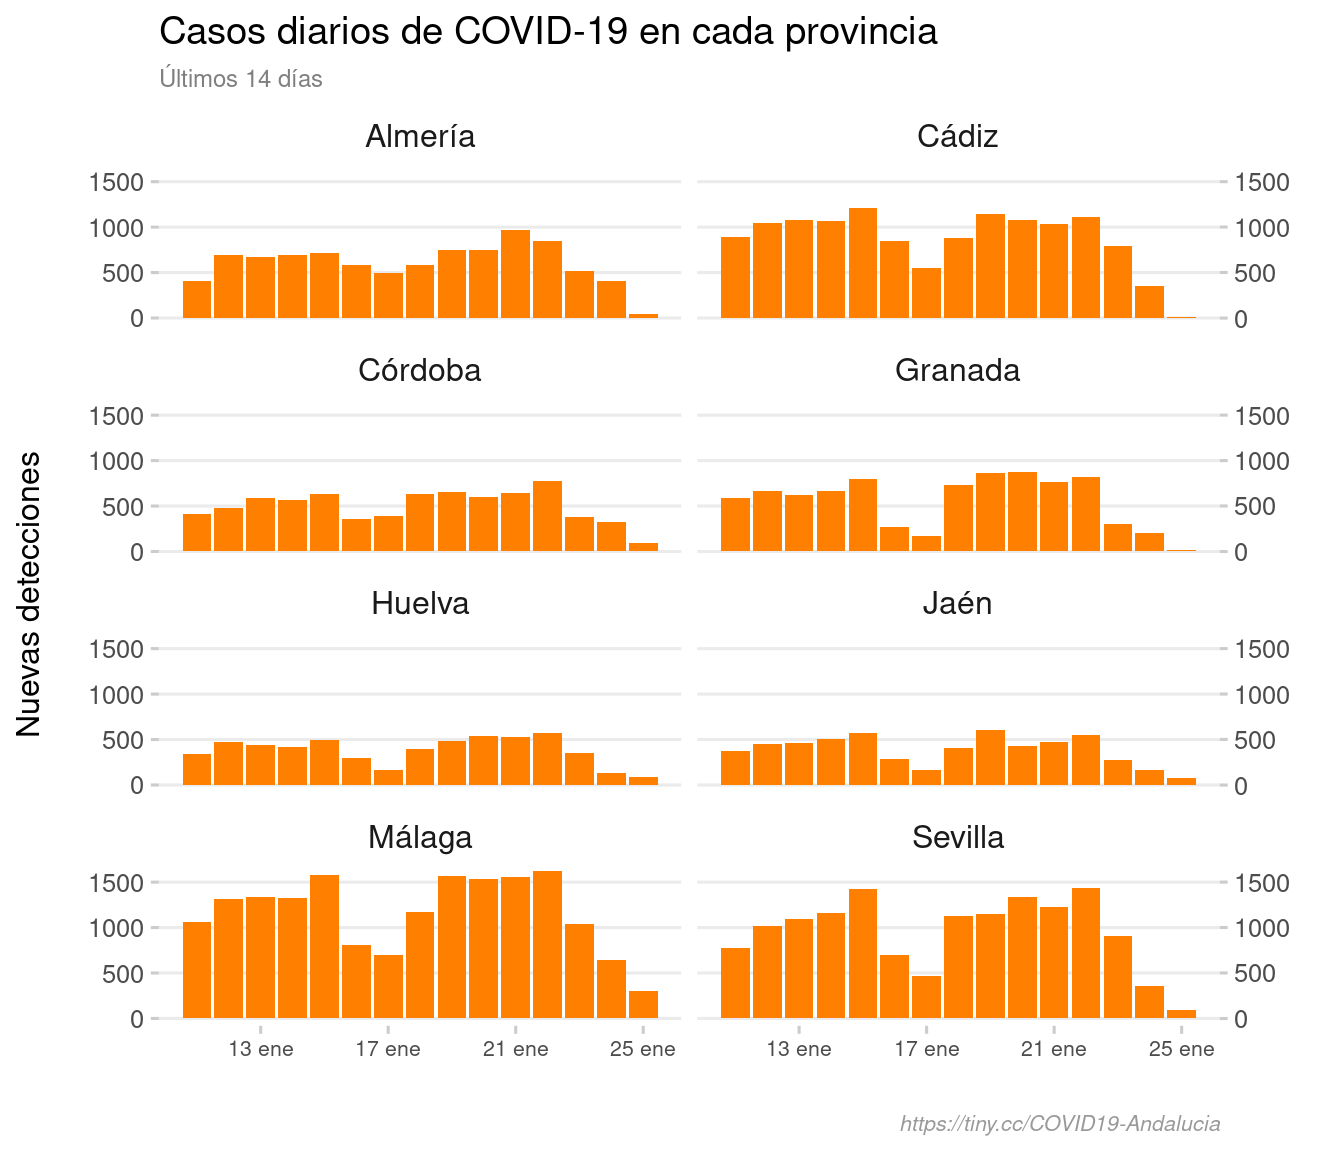 Casos diarios de COVID-19 en cada provincia
Últimos 14 días
Almería
Cádiz
1500
1000
500
0
1500
1000
500
0
Córdoba
Granada
1500
1000
500
0
1500
1000
500
0
Nuevas detecciones
Huelva
Jaén
1500
1000
500
0
1500
1000
500
0
Málaga
Sevilla
1500
1000
500
0
1500
1000
500
0
13 ene 17 ene 21 ene 25 ene
13 ene 17 ene 21 ene 25 ene
https://tiny.cc/COVID19-Andalucia